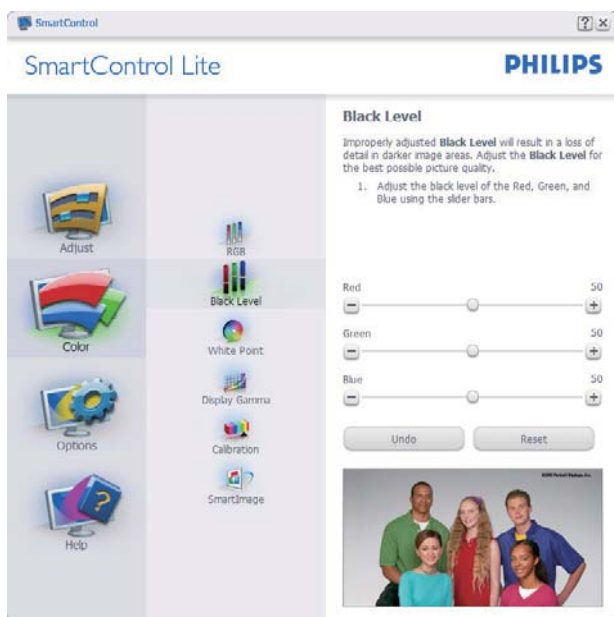 SmartControl
SmartControl Lite
PHILIPS
Adjust
Color
Options
Help
RGB
Black Level
White Point
Display Gamma
Calibration
SmartImage
Black Level
Improperly adjusted Black Level will result in a loss of
detail in darker image areas. Adjust the Black Level for
the best possible picture quality.
1. Adjust the black level of the Red, Green, and
Blue using the slider bars.
Red 50
Green 50
Blue 50
Undo
Reset